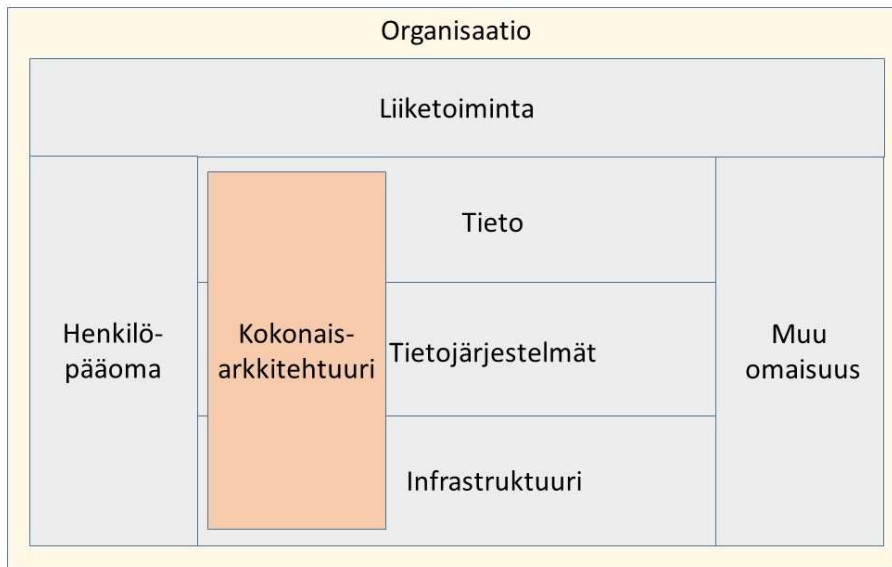 Organisaatio
Liiketoiminta
Tieto
Henkilö-
pääoma
Kokonais-
arkkitehtuuri
Tietojärjestelmät
Muu
omaisuus
Infrastruktuuri